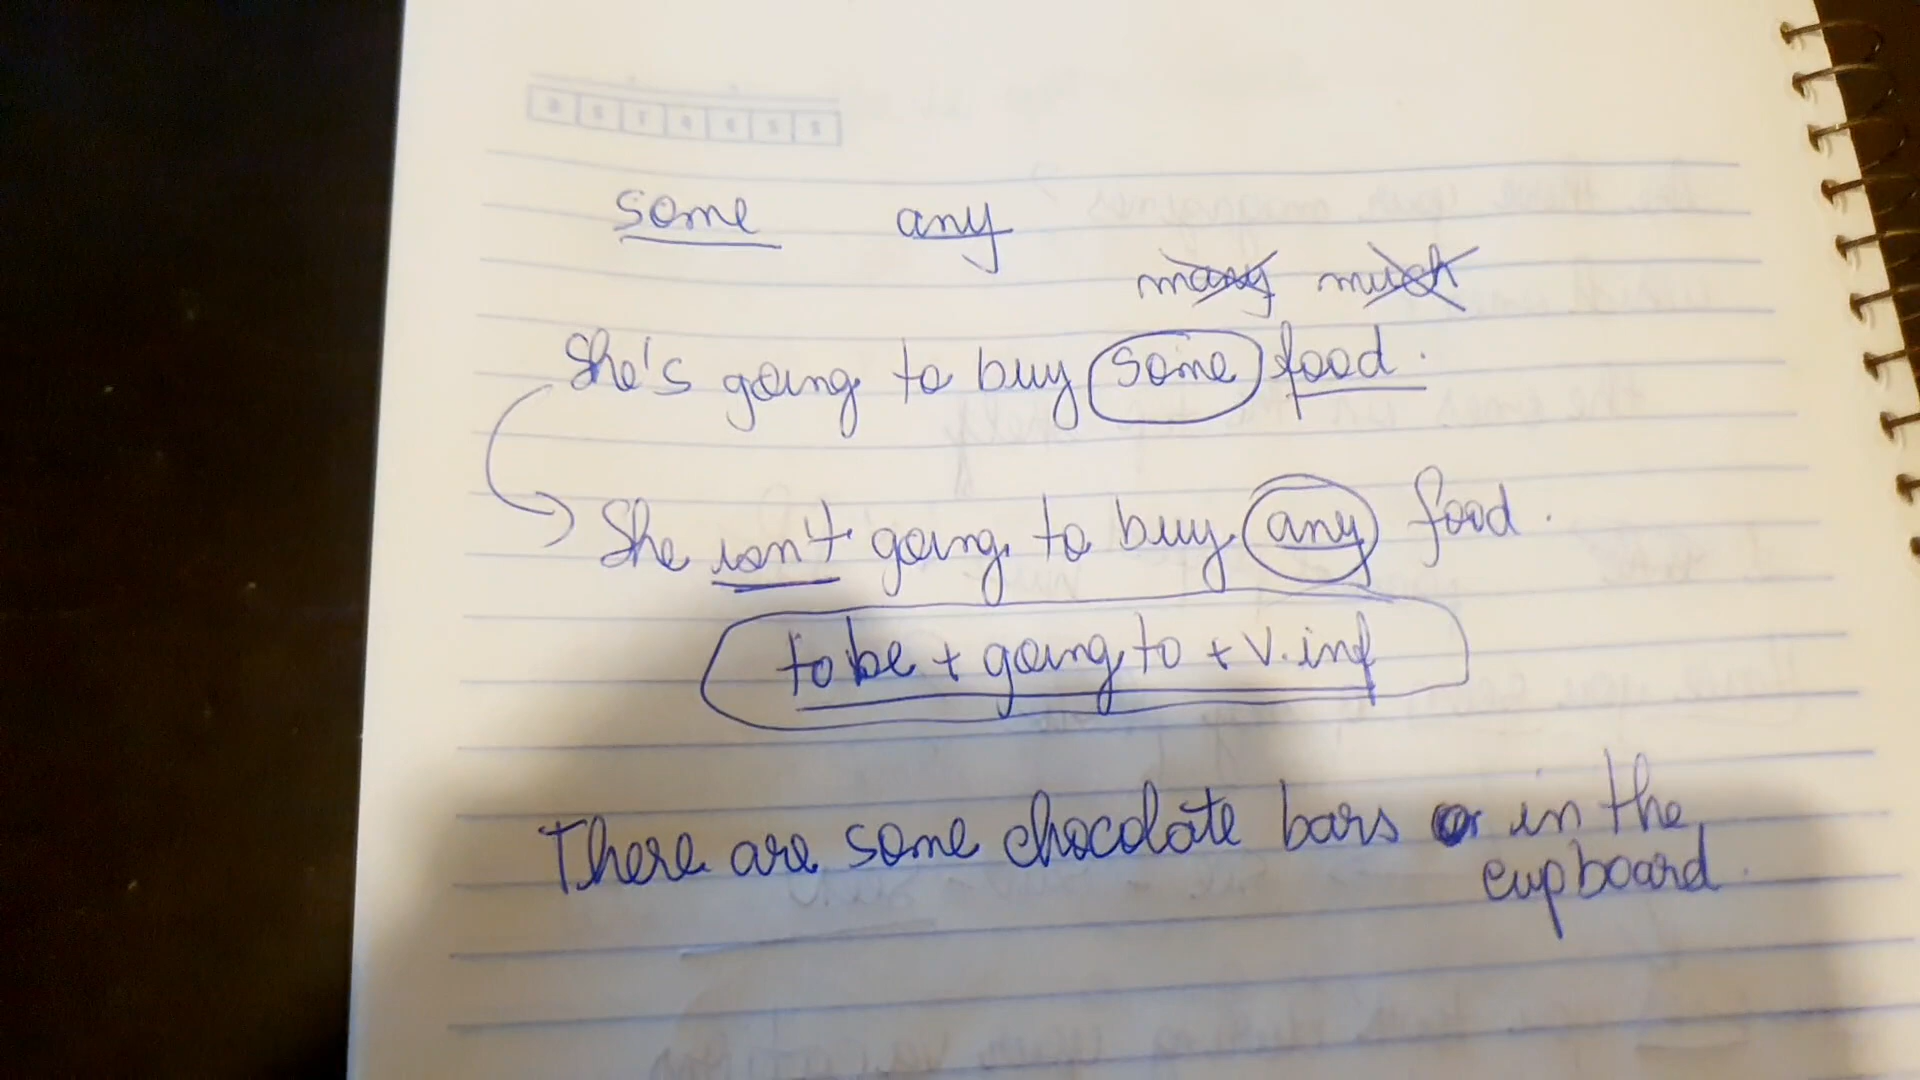 some any
many much
She's going to buy some food.
She isn't going to buy any food.
to be + going to + v. inf
There are some chocolate bars in the
cupboard.